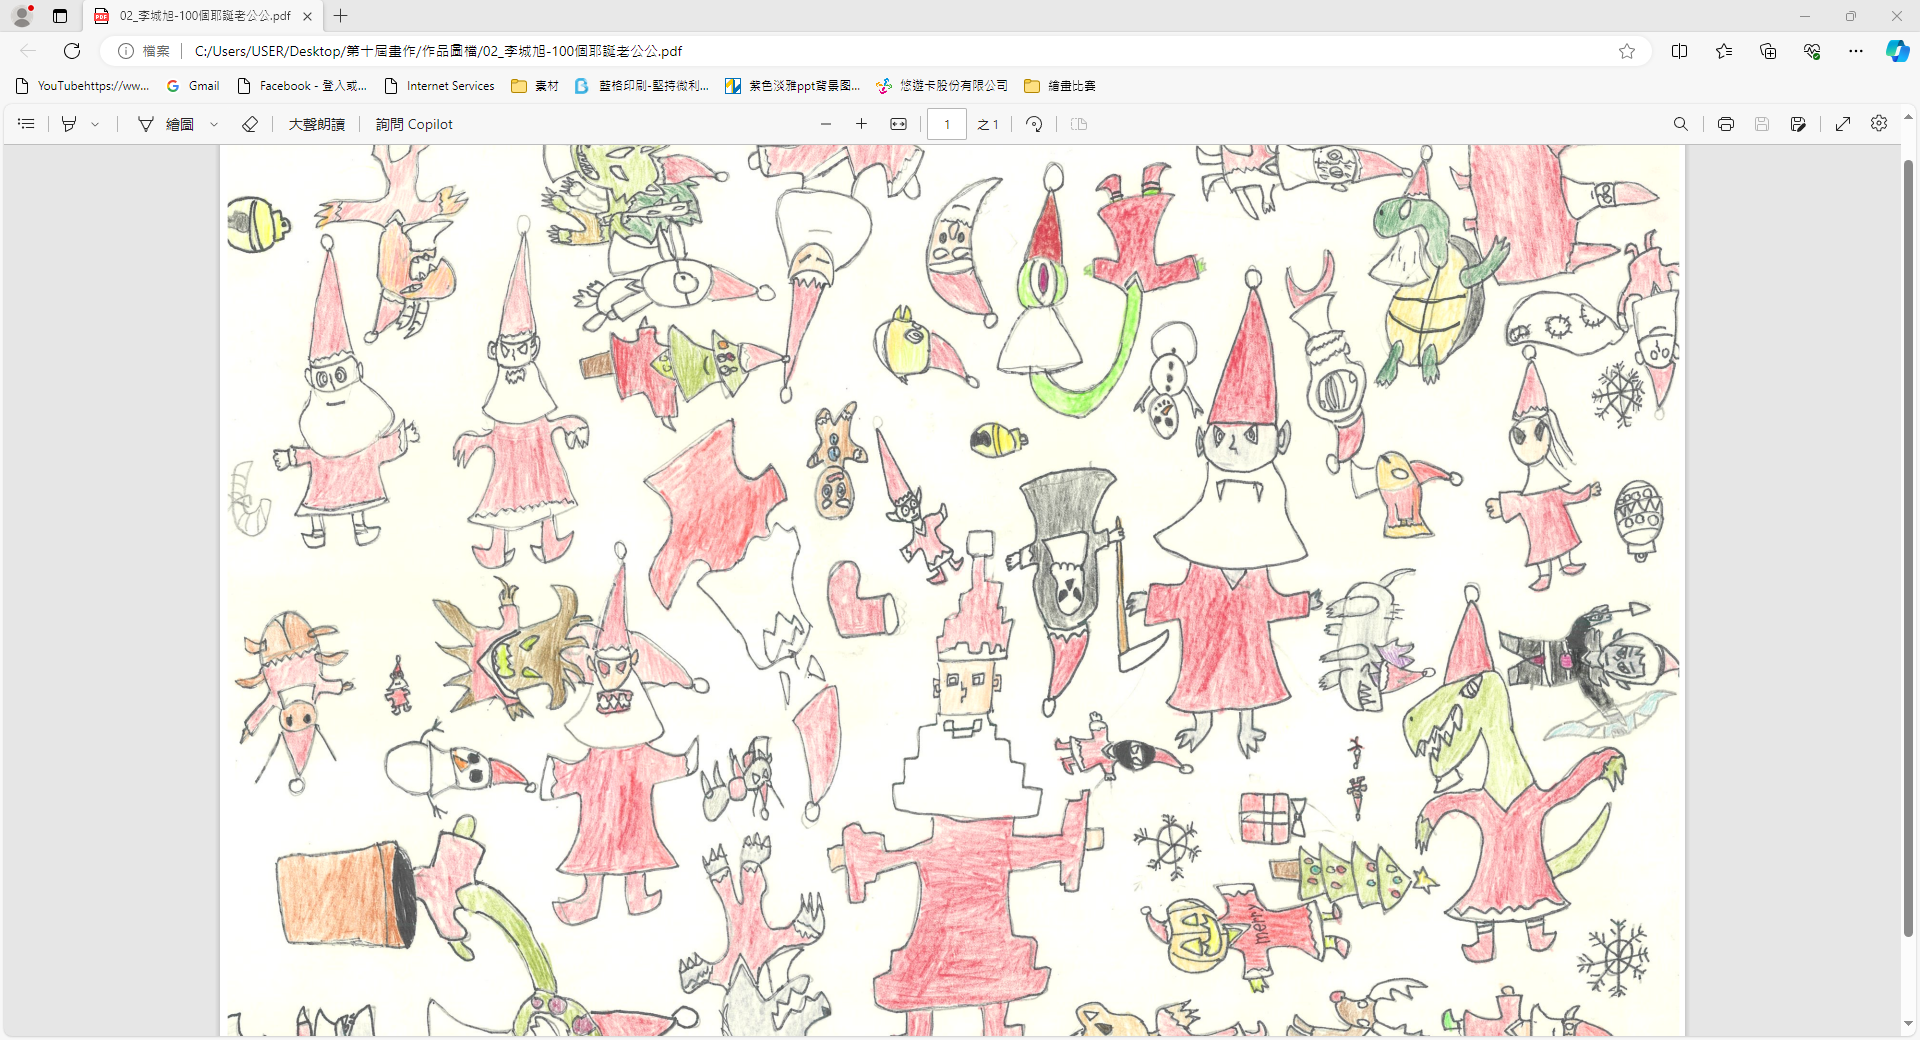 02_李城旭-100個耶誕老公公.pdf
檔案 C:/Users/USER/Desktop/第十屆畫作/作品圖檔/02_李城旭-100個耶誕老公公.pdf
YouTubehttps://ww... Gmail Facebook - 登入或... Internet Services 素材 藍格印刷-堅持微利... 紫色淡雅ppt背景图... 悠遊卡股份有限公司 繪畫比賽
繪圖 大聲朗讀 詢問 Copilot 1 之 1
merry